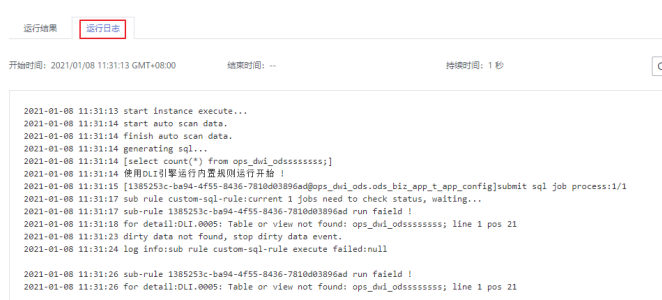 运行结果 运行日志
开始时间: 2021/01/08 11:31:13 GMT+08:00 结束时间: -- 持续时间: 1 秒
2021-01-08 11:31:13 start instance execute...
2021-01-08 11:31:14 start auto scan data.
2021-01-08 11:31:14 finish auto scan data.
2021-01-08 11:31:14 generating sql...
2021-01-08 11:31:14 [select count(*) from ops_dwi_odssssssss;]
2021-01-08 11:31:14 使用DLI引擎运行内置规则运行开始 !
2021-01-08 11:31:15 [1385253c-ba94-4f55-8436-7810d03896ad@ops_dwi_ods.ods_biz_app_t_app_config]submit sql job process:1/1
2021-01-08 11:31:17 sub rule custom-sql-rule:current 1 jobs need to check status, waiting...
2021-01-08 11:31:17 sub-rule 1385253c-ba94-4f55-8436-7810d03896ad run faield !
2021-01-08 11:31:18 for detail:DLI.0005: Table or view not found: ops_dwi_odssssssss; line 1 pos 21
2021-01-08 11:31:23 dirty data not found, stop dirty data event.
2021-01-08 11:31:24 log info:sub rule custom-sql-rule execute failed:null
2021-01-08 11:31:26 sub-rule 1385253c-ba94-4f55-8436-7810d03896ad run faield !
2021-01-08 11:31:26 for detail:DLI.0005: Table or view not found: ops_dwi_odssssssss; line 1 pos 21